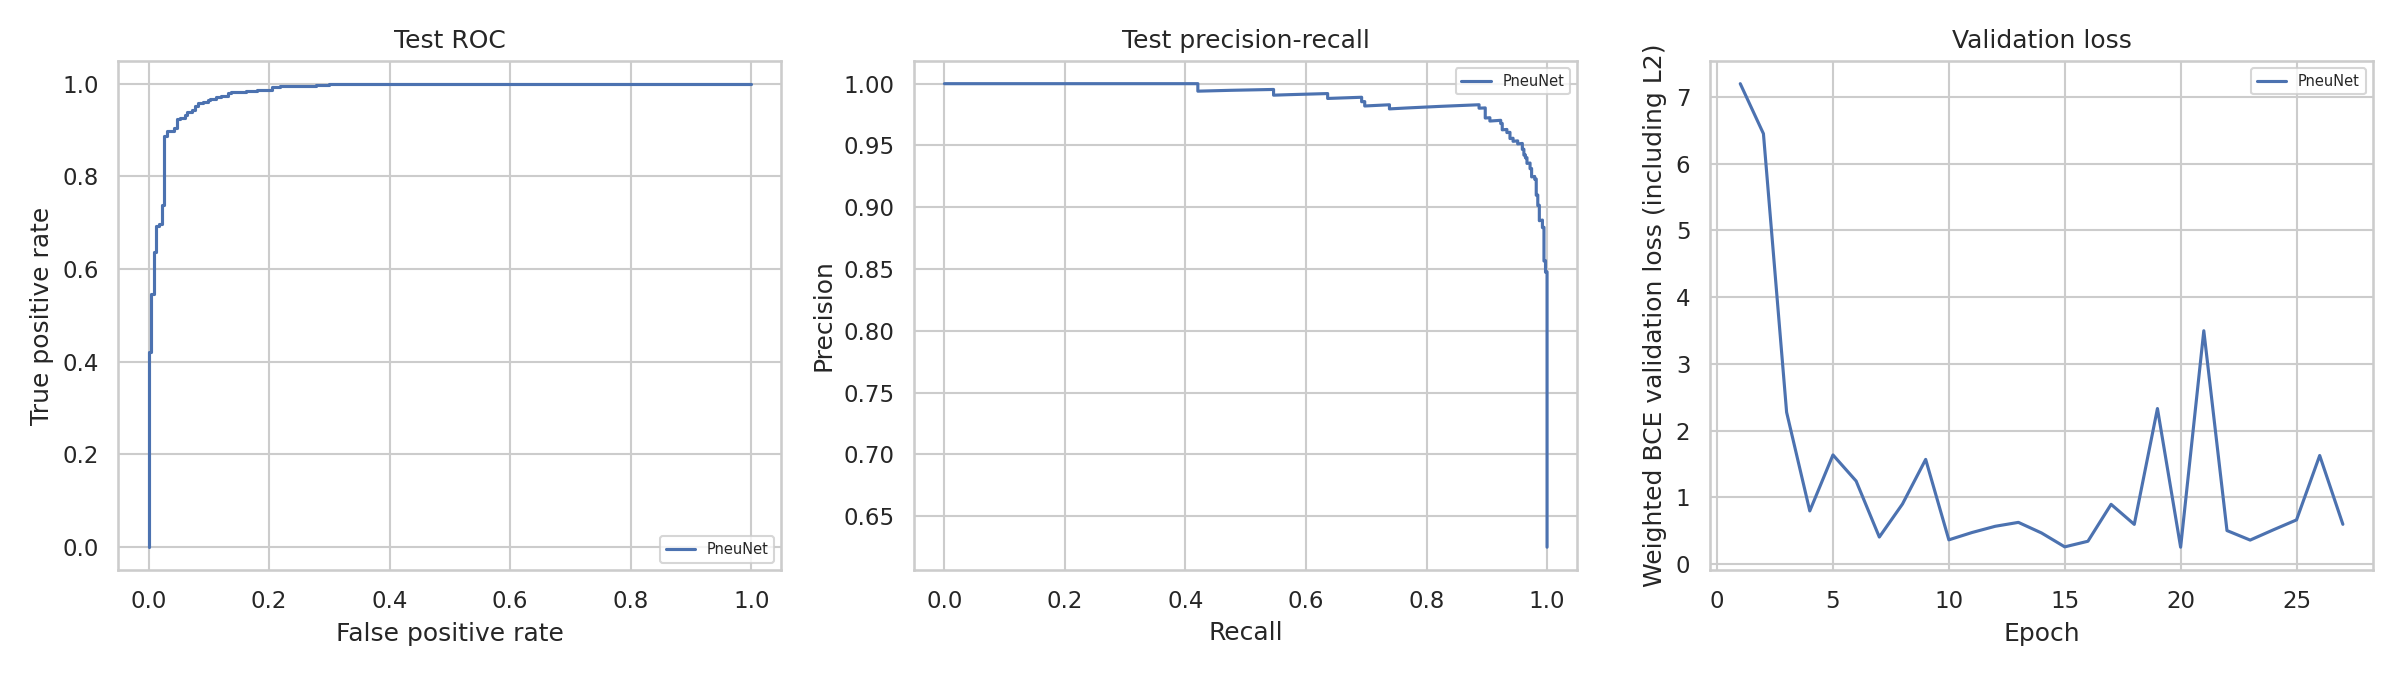 Test ROC
True positive rate
1.0
0.8
0.6
0.4
0.2
0.0
PneuNet
0.0 0.2 0.4 0.6 0.8 1.0
False positive rate
Test precision-recall
Precision
1.00
0.95
0.90
0.85
0.80
0.75
0.70
0.65
PneuNet
0.0 0.2 0.4 0.6 0.8 1.0
Recall
Validation loss
Weighted BCE validation loss (including L2)
7
6
5
4
3
2
1
0
PneuNet
0 5 10 15 20 25
Epoch